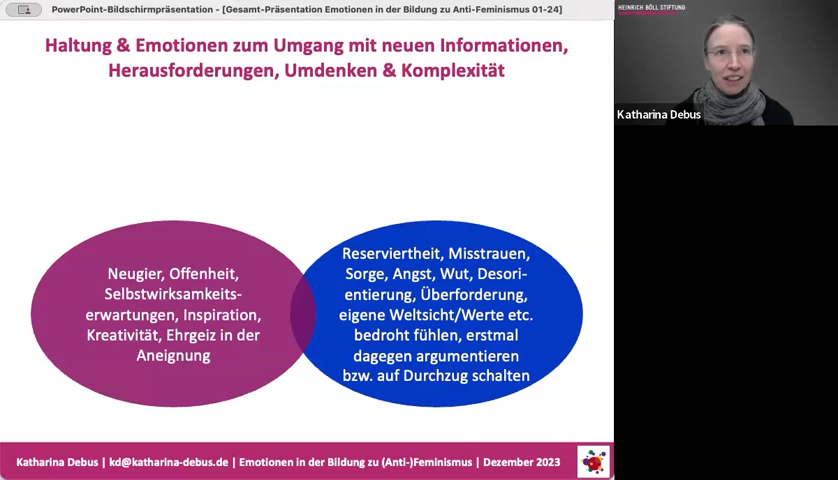 PowerPoint-Bildschirmpräsentation - [Gesamt-Präsentation Emotionen in der Bildung zu Anti-Feminismus 01-24]
HEINRICH BÖLL STIFTUNG
Haltung & Emotionen zum Umgang mit neuen Informationen,
Herausforderungen, Umdenken & Komplexität
Katharina Debus
Neugier, Offenheit,
Selbstwirksamkeits-
erwartungen, Inspiration,
Kreativität, Ehrgeiz in der
Aneignung
Reserviertheit, Misstrauen,
Sorge, Angst, Wut, Desori-
entierung, Überforderung,
eigene Weltsicht/Werte etc.
bedroht fühlen, erstmal
dagegen argumentieren
bzw. auf Durchzug schalten
Katharina Debus | kd@katharina-debus.de | Emotionen in der Bildung zu (Anti-)Feminismus | Dezember 2023